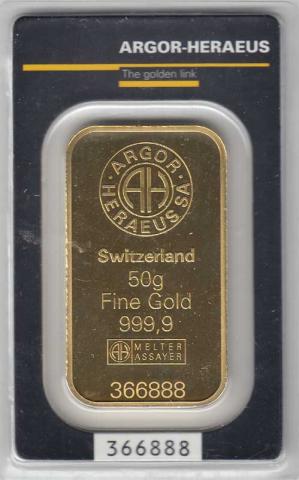 ARGOR-HERAEUS
The golden link
· ARGOR ·
HERAEUS SA
AH
Switzerland
50g
Fine Gold
999,9
AH MELTER
ASSAYER
366888
366888